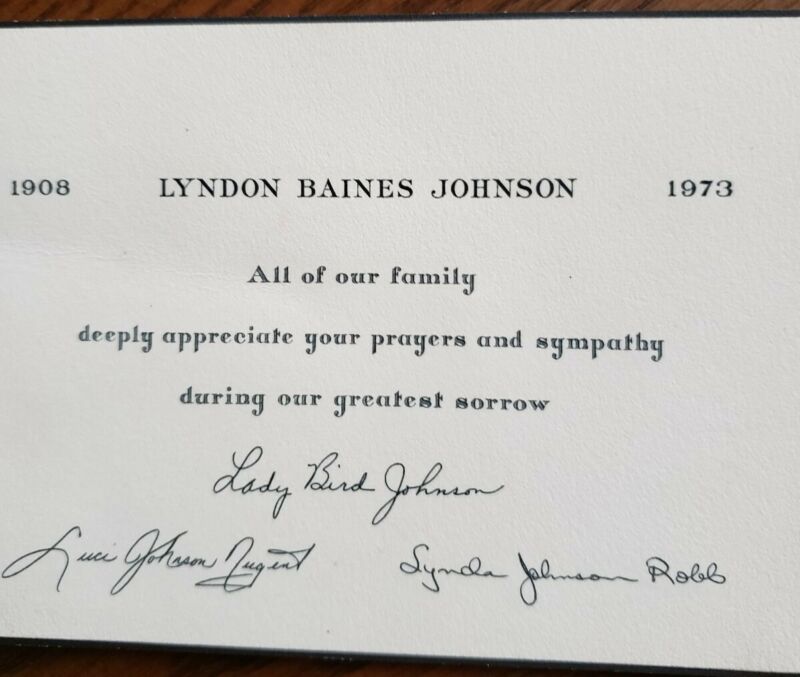 1908 LYNDON BAINES JOHNSON 1973
All of our family
deeply appreciate your prayers and sympathy
during our greatest sorrow
Lady Bird Johnson
Luci Johnson Nugent Lynda Johnson Robb